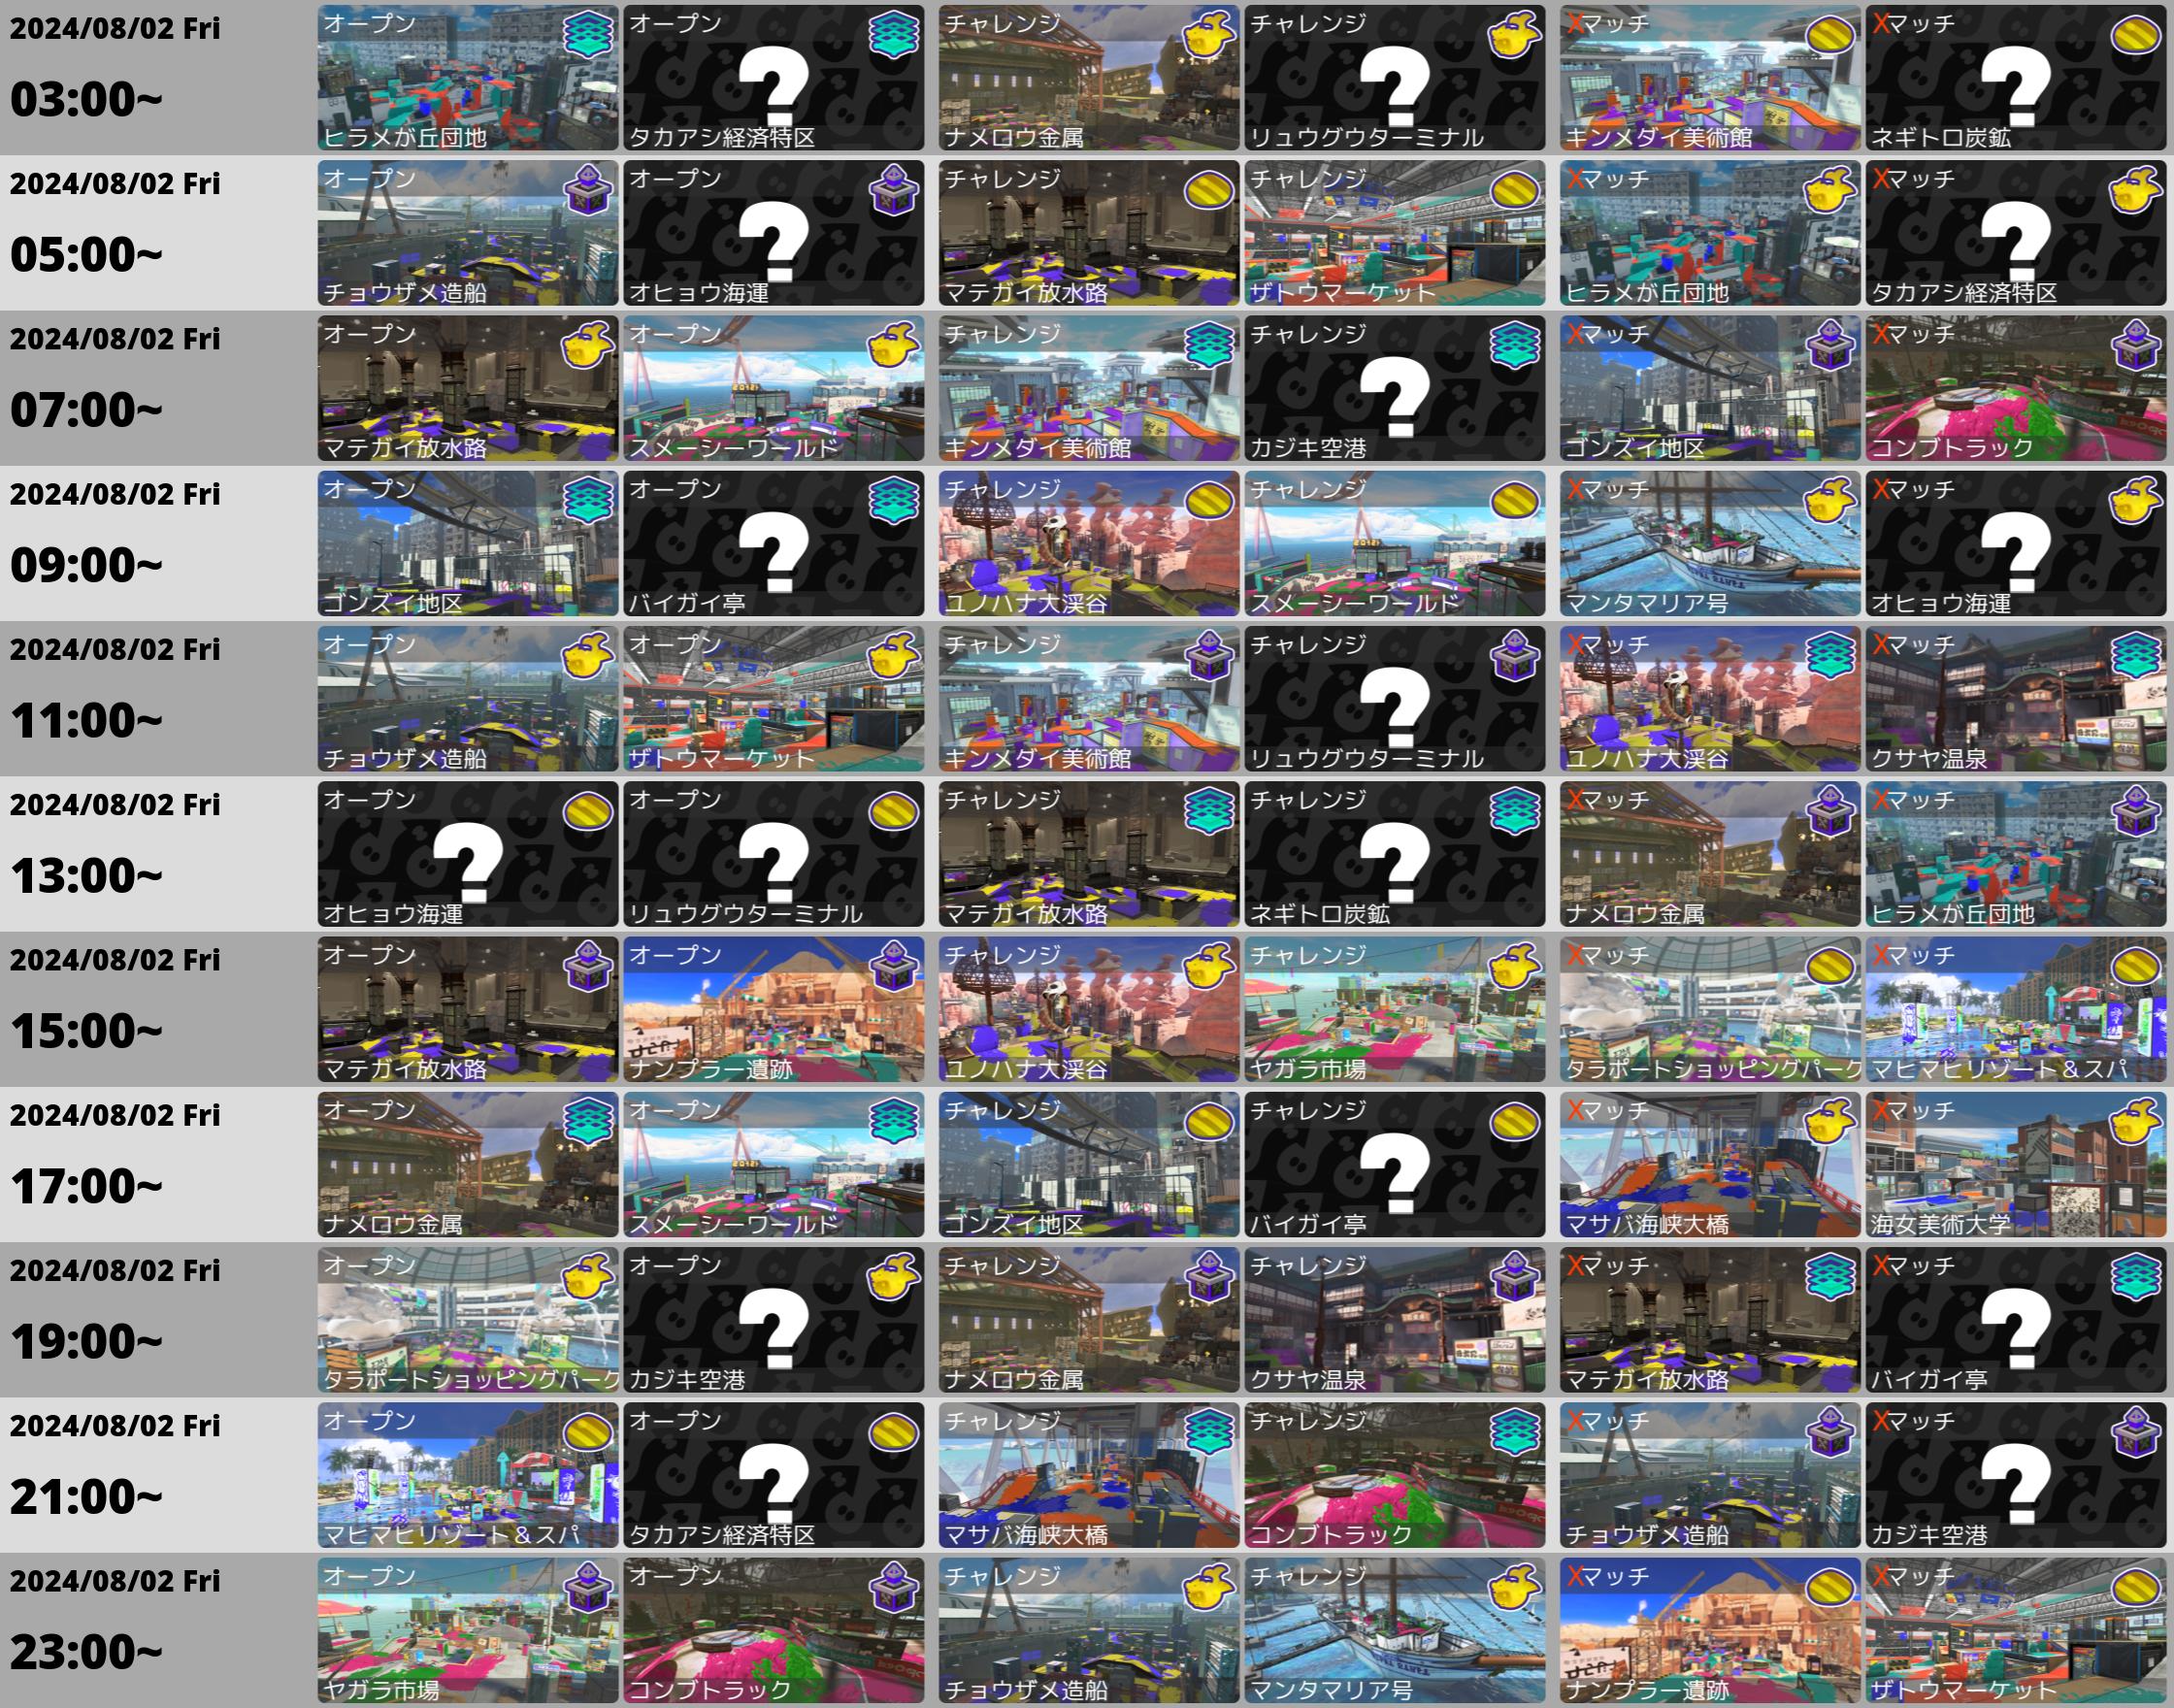 2024/08/02 Fri
03:00~
オープン
ヒラメが丘団地
オープン
タカアシ経済特区
チャレンジ
ナメロウ金属
チャレンジ
リュウグウターミナル
Xマッチ
キンメダイ美術館
Xマッチ
ネギトロ炭鉱
2024/08/02 Fri
05:00~
オープン
チョウザメ造船
オープン
オヒョウ海運
チャレンジ
マテガイ放水路
チャレンジ
ザトウマーケット
Xマッチ
ヒラメが丘団地
Xマッチ
タカアシ経済特区
2024/08/02 Fri
07:00~
オープン
マテガイ放水路
オープン
スメーシーワールド
チャレンジ
キンメダイ美術館
チャレンジ
カジキ空港
Xマッチ
ゴンズイ地区
Xマッチ
コンブトラック
2024/08/02 Fri
09:00~
オープン
ゴンズイ地区
オープン
バイガイ亭
チャレンジ
ユノハナ大渓谷
チャレンジ
スメーシーワールド
Xマッチ
マンタマリア号
Xマッチ
オヒョウ海運
2024/08/02 Fri
11:00~
オープン
チョウザメ造船
オープン
ザトウマーケット
チャレンジ
キンメダイ美術館
チャレンジ
リュウグウターミナル
Xマッチ
ユノハナ大渓谷
Xマッチ
クサヤ温泉
2024/08/02 Fri
13:00~
オープン
オヒョウ海運
オープン
リュウグウターミナル
チャレンジ
マテガイ放水路
チャレンジ
ネギトロ炭鉱
Xマッチ
ナメロウ金属
Xマッチ
ヒラメが丘団地
2024/08/02 Fri
15:00~
オープン
マテガイ放水路
オープン
ナンプラー遺跡
チャレンジ
ユノハナ大渓谷
チャレンジ
ヤガラ市場
Xマッチ
タラポートショッピングパーク
Xマッチ
マヒマヒリゾート＆スパ
2024/08/02 Fri
17:00~
オープン
ナメロウ金属
オープン
スメーシーワールド
チャレンジ
ゴンズイ地区
チャレンジ
バイガイ亭
Xマッチ
マサバ海峡大橋
Xマッチ
海女美術大学
2024/08/02 Fri
19:00~
オープン
タラポートショッピングパーク
オープン
カジキ空港
チャレンジ
ナメロウ金属
チャレンジ
クサヤ温泉
Xマッチ
マテガイ放水路
Xマッチ
バイガイ亭
2024/08/02 Fri
21:00~
オープン
マヒマヒリゾート＆スパ
オープン
タカアシ経済特区
チャレンジ
マサバ海峡大橋
チャレンジ
コンブトラック
Xマッチ
チョウザメ造船
Xマッチ
カジキ空港
2024/08/02 Fri
23:00~
オープン
ヤガラ市場
オープン
コンブトラック
チャレンジ
チョウザメ造船
チャレンジ
マンタマリア号
Xマッチ
ナンプラー遺跡
Xマッチ
ザトウマーケット